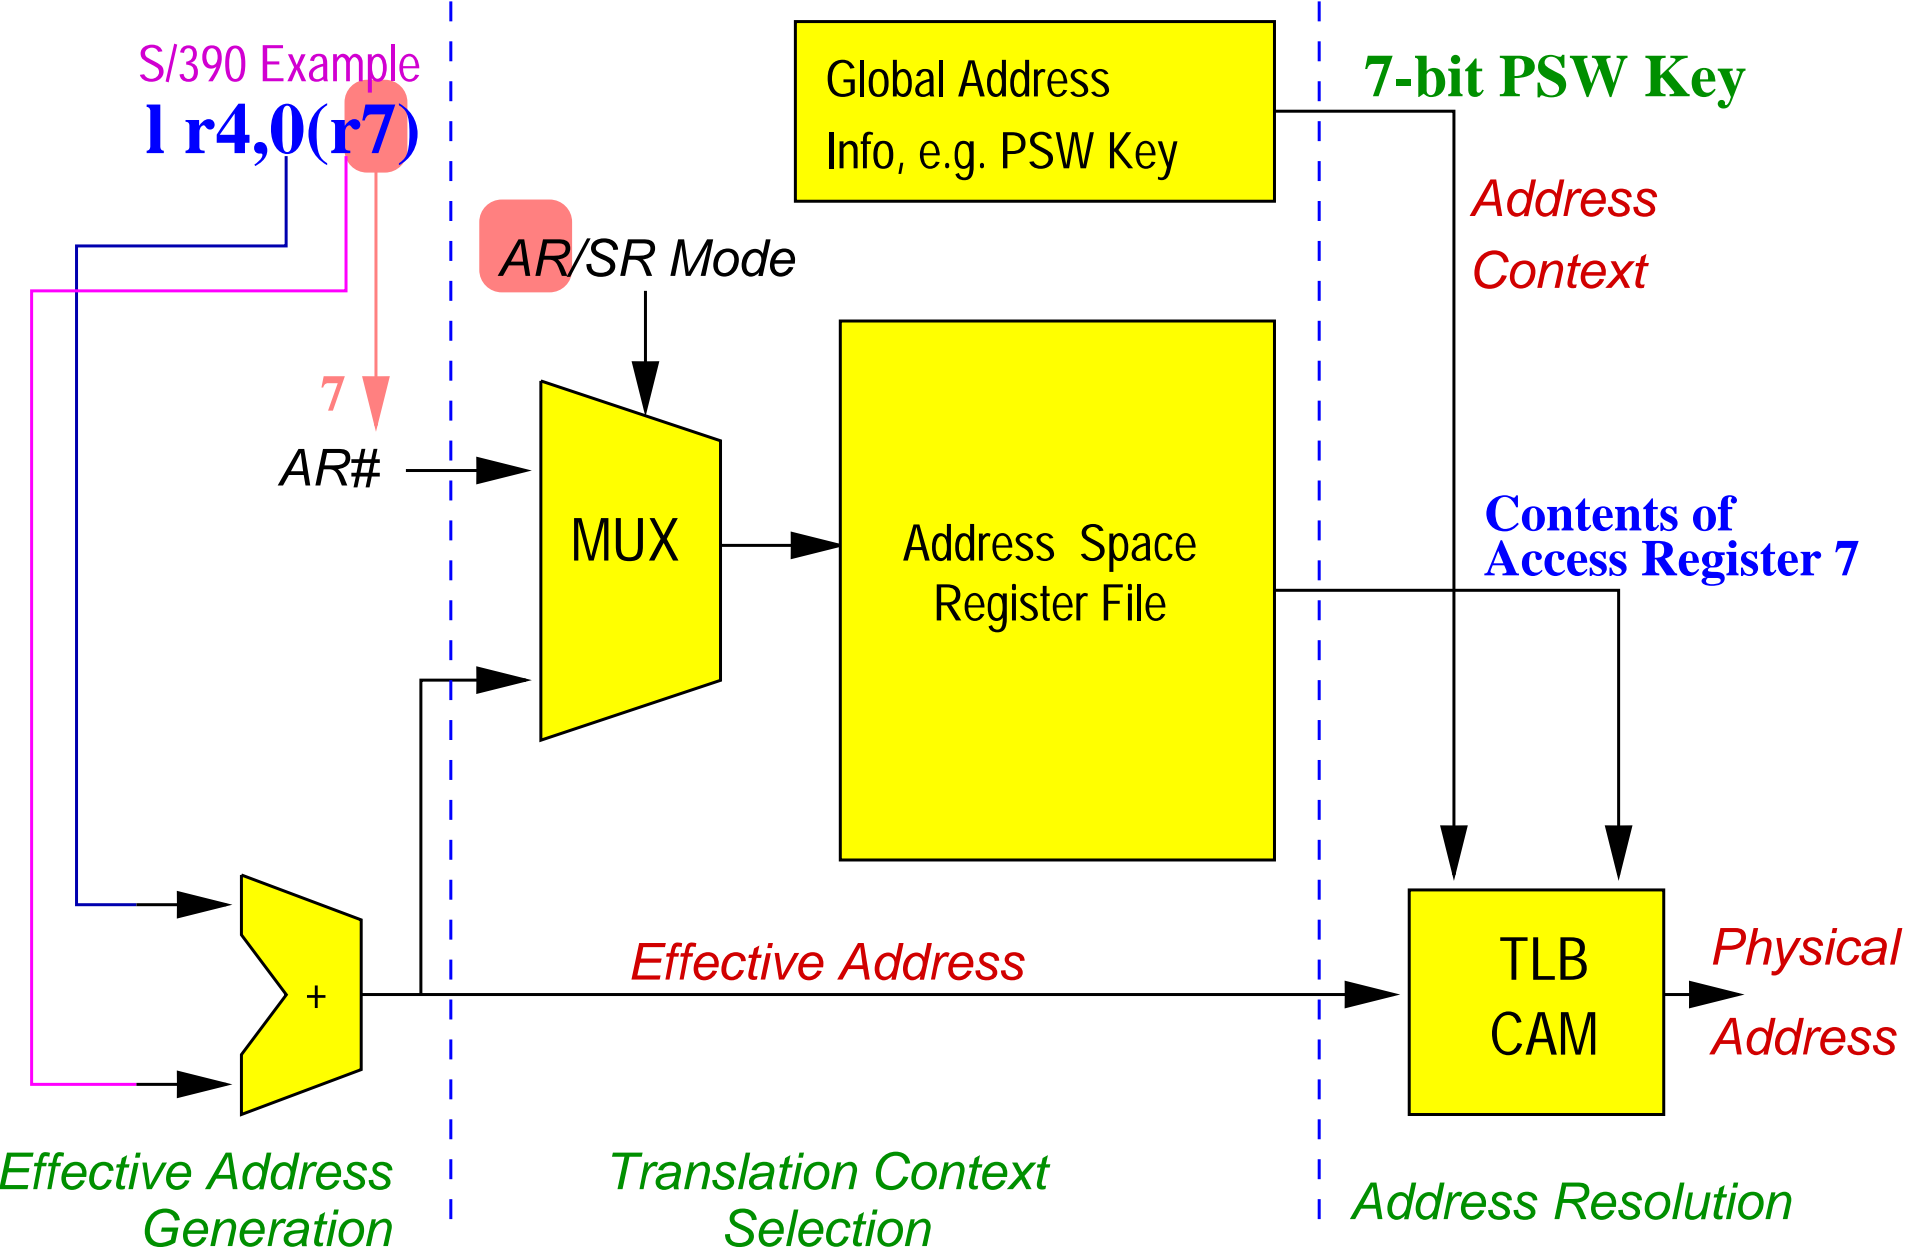 S/390 Example
l r4,0(r7)
Global Address
Info, e.g. PSW Key
7-bit PSW Key
Address
Context
AR/SR Mode
7
AR#
MUX
Address Space
Register File
Contents of
Access Register 7
+
Effective Address
TLB
CAM
Physical
Address
Effective Address
Generation
Translation Context
Selection
Address Resolution